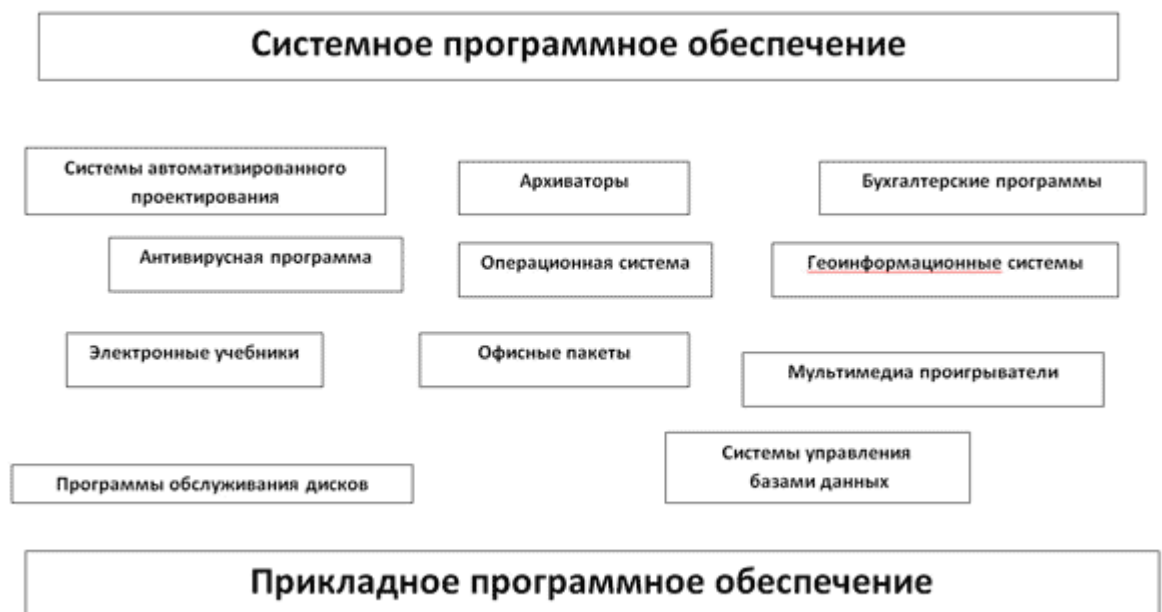 Системное программное обеспечение
Системы автоматизированного
проектирования
Архиваторы
Бухгалтерские программы
Антивирусная программа
Операционная система
Геоинформационные системы
Электронные учебники
Офисные пакеты
Мультимедиа проигрыватели
Системы управления
базами данных
Программы обслуживания дисков
Прикладное программное обеспечение